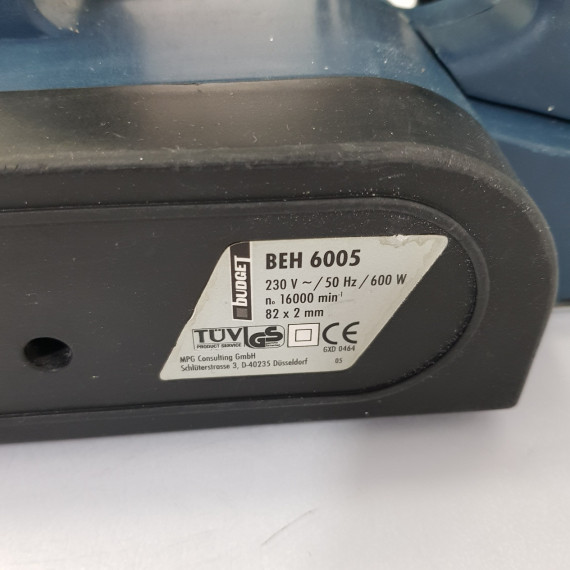 BUDGET
BEH 6005
230 V ~ / 50 Hz / 600 W
n₀ 16000 min⁻¹
82 x 2 mm
TÜV GS CE
PRODUCT SERVICE
GXD 0464
MPG Consulting GmbH
05
Schlüterstrasse 3, D-40235 Düsseldorf